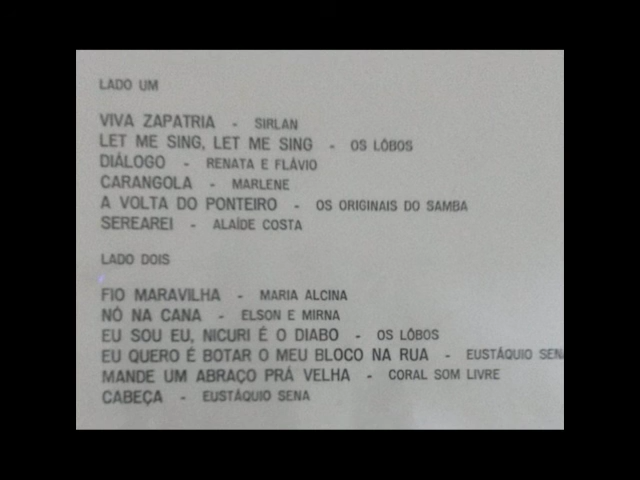 LADO UM
VIVA ZAPATRIA - SIRLAN
LET ME SING, LET ME SING - OS LÔBOS
DIÁLOGO - RENATA E FLÁVIO
CARANGOLA - MARLENE
A VOLTA DO PONTEIRO - OS ORIGINAIS DO SAMBA
SEREAREI - ALAÍDE COSTA
LADO DOIS
FIO MARAVILHA - MARIA ALCINA
NÓ NA CANA - ELSON E MIRNA
EU SOU EU, NICURI É O DIABO - OS LÔBOS
EU QUERO É BOTAR O MEU BLOCO NA RUA - EUSTÁQUIO SEN
MANDE UM ABRAÇO PRÁ VELHA - CORAL SOM LIVRE
CABEÇA - EUSTÁQUIO SENA